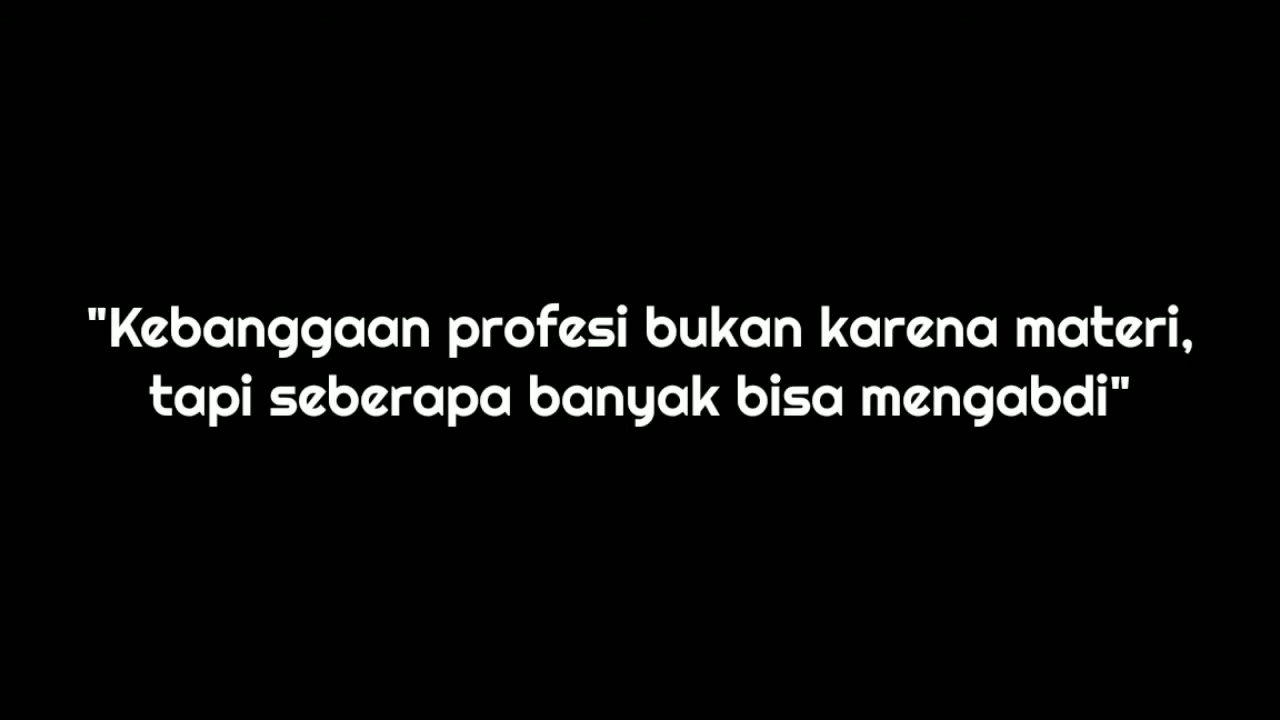 "Kebanggaan profesi bukan karena materi,
tapi seberapa banyak bisa mengabdi"